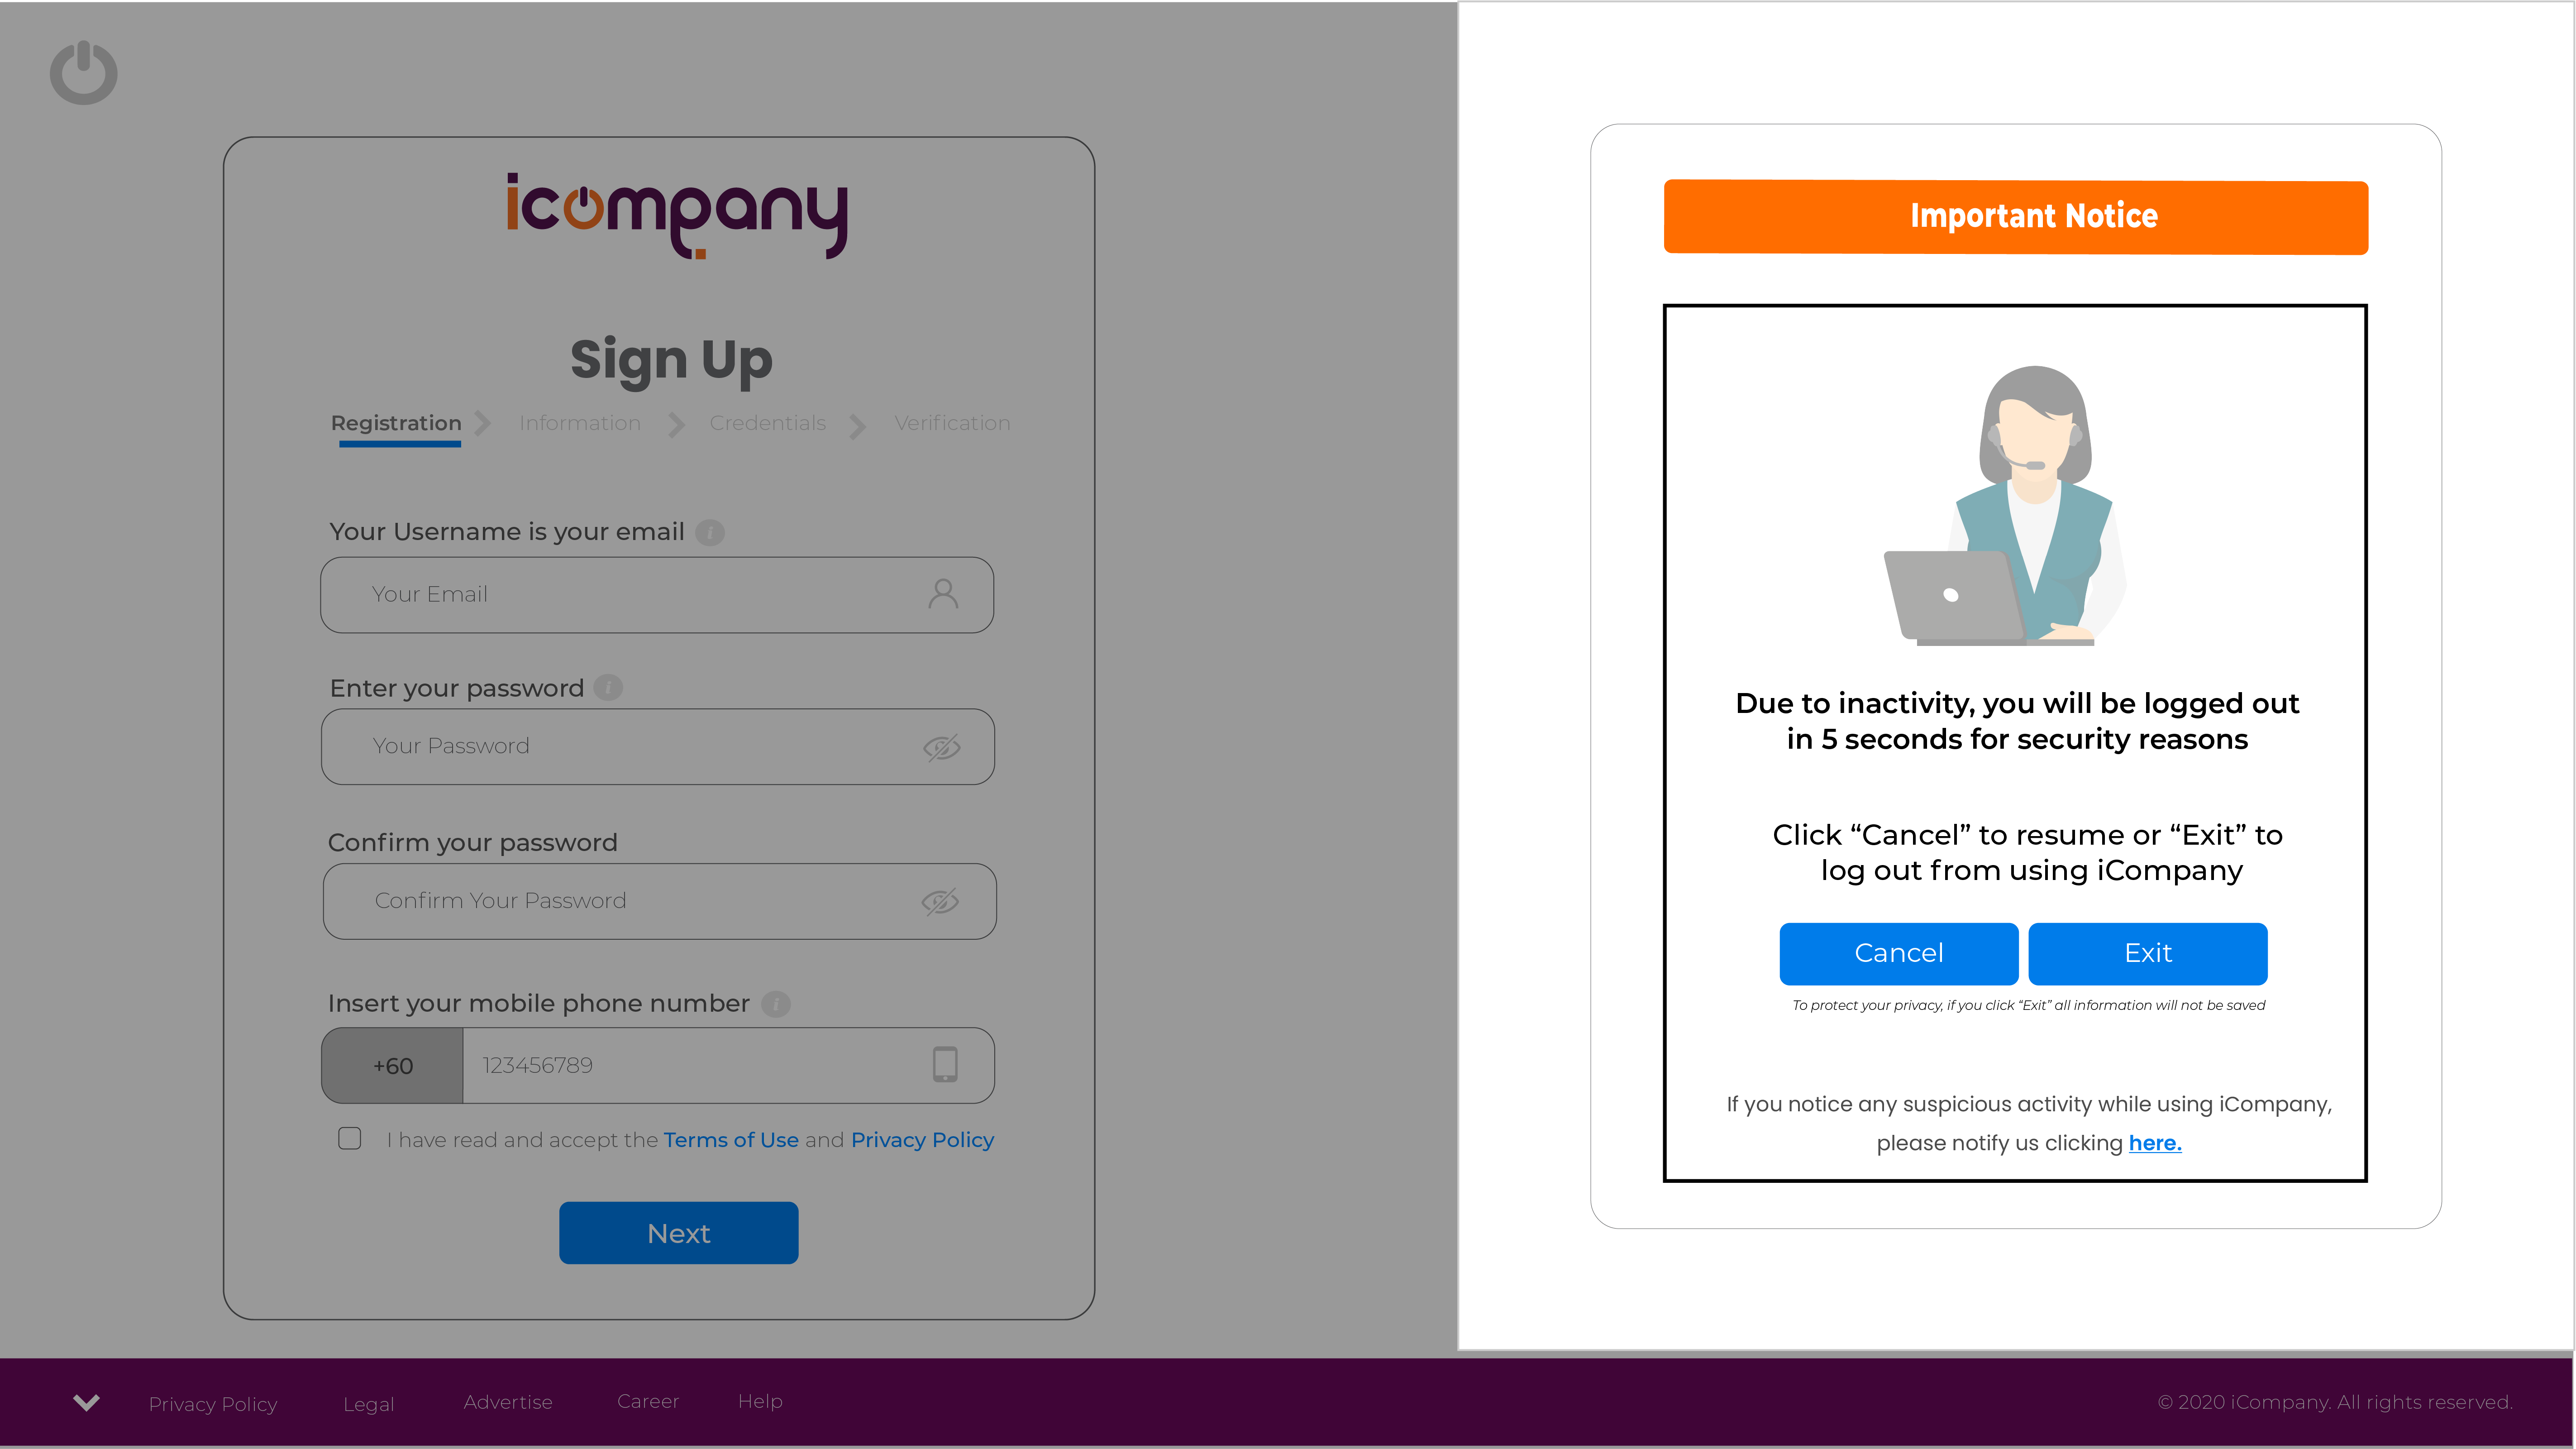 icompany
Sign Up
Registration
Information
Credentials
Verification
Your Username is your email i
Your Email
Enter your password i
Your Password
Confirm your password
Confirm Your Password
Insert your mobile phone number i
+60 123456789
I have read and accept the Terms of Use and Privacy Policy
Next
Important Notice
Due to inactivity, you will be logged out
in 5 seconds for security reasons
Click “Cancel” to resume or “Exit” to
log out from using iCompany
Cancel
Exit
To protect your privacy, if you click “Exit” all information will not be saved
If you notice any suspicious activity while using iCompany,
please notify us clicking here.
Privacy Policy
Legal
Advertise
Career
Help
© 2020 iCompany. All rights reserved.